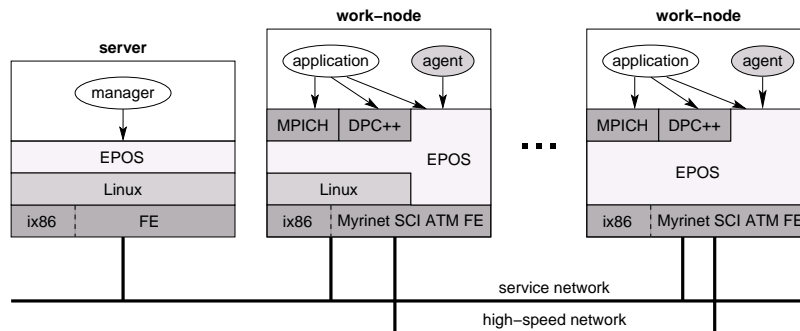 server
manager
EPOS
Linux
ix86 FE
work-node
application agent
MPICH DPC++
EPOS
Linux
ix86 Myrinet SCI ATM FE
...
work-node
application agent
MPICH DPC++
EPOS
ix86 Myrinet SCI ATM FE
service network
high-speed network